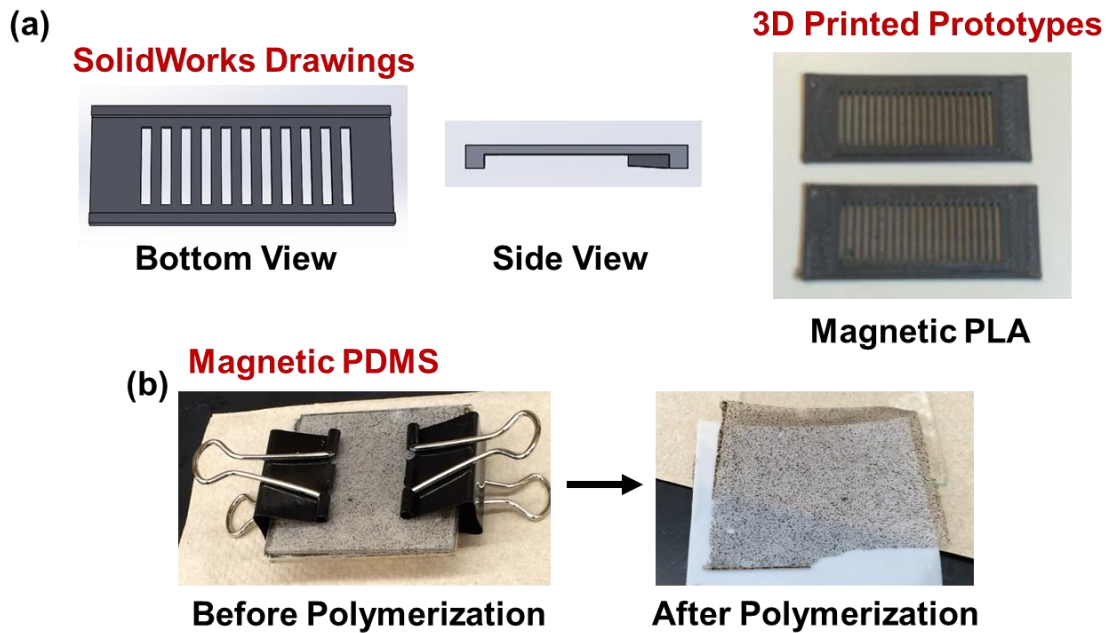 (a)
SolidWorks Drawings
3D Printed Prototypes
Bottom View
Side View
Magnetic PLA
(b)
Magnetic PDMS
Before Polymerization
After Polymerization